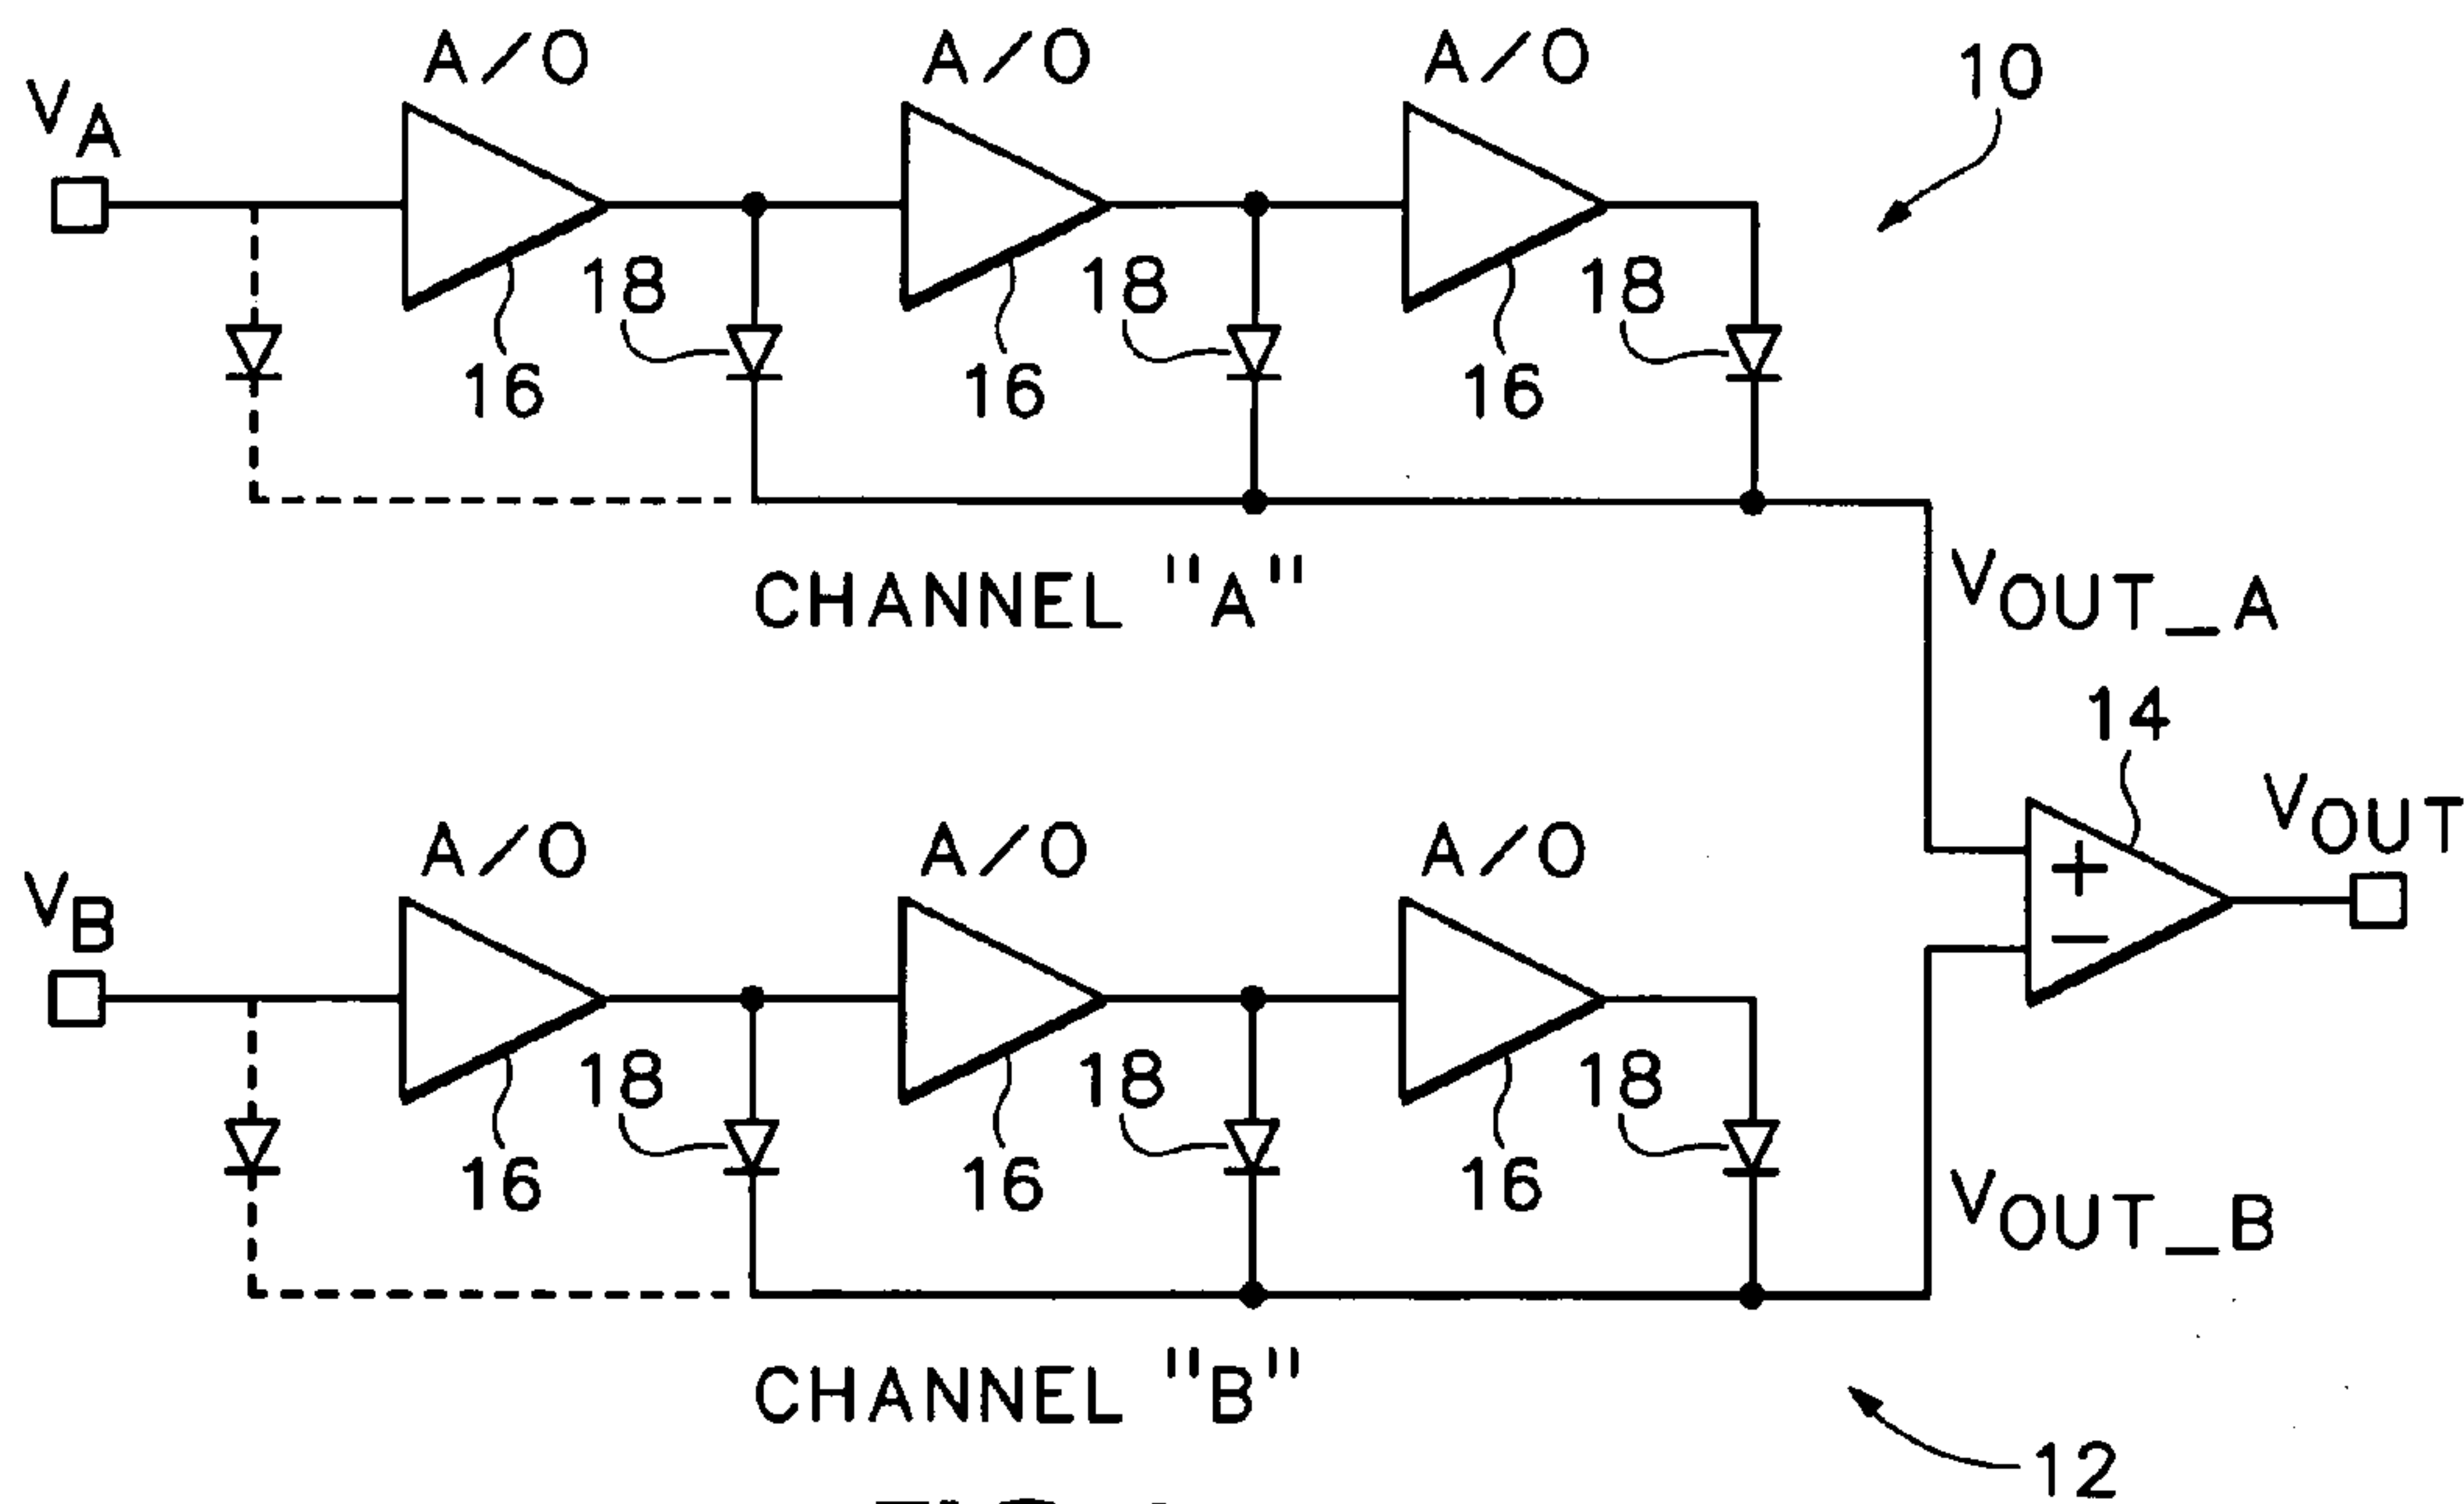 A/O A/O A/O 10
VA
18 18 18
16 16 16
CHANNEL "A"
VOUT_A
14
VOUT
+
A/O A/O A/O
VB
−
18 18 18
16 16 16
VOUT_B
CHANNEL "B"
12